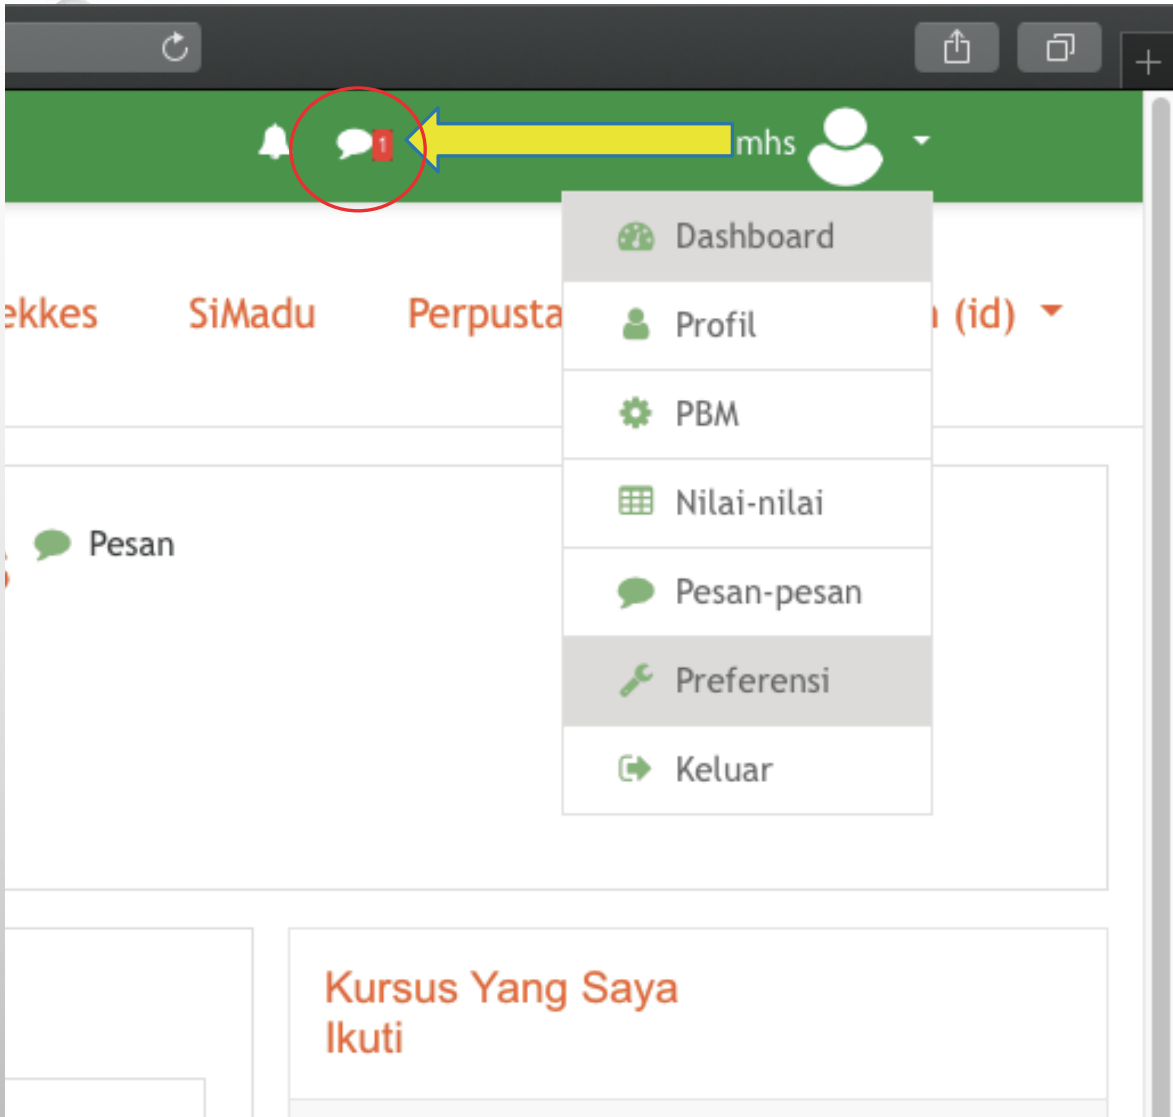 1
mhs
Dashboard
ekkes SiMadu Perpusta (id)
Profil
PBM
Nilai-nilai
Pesan
Pesan-pesan
Preferensi
Keluar
Kursus Yang Saya
Ikuti